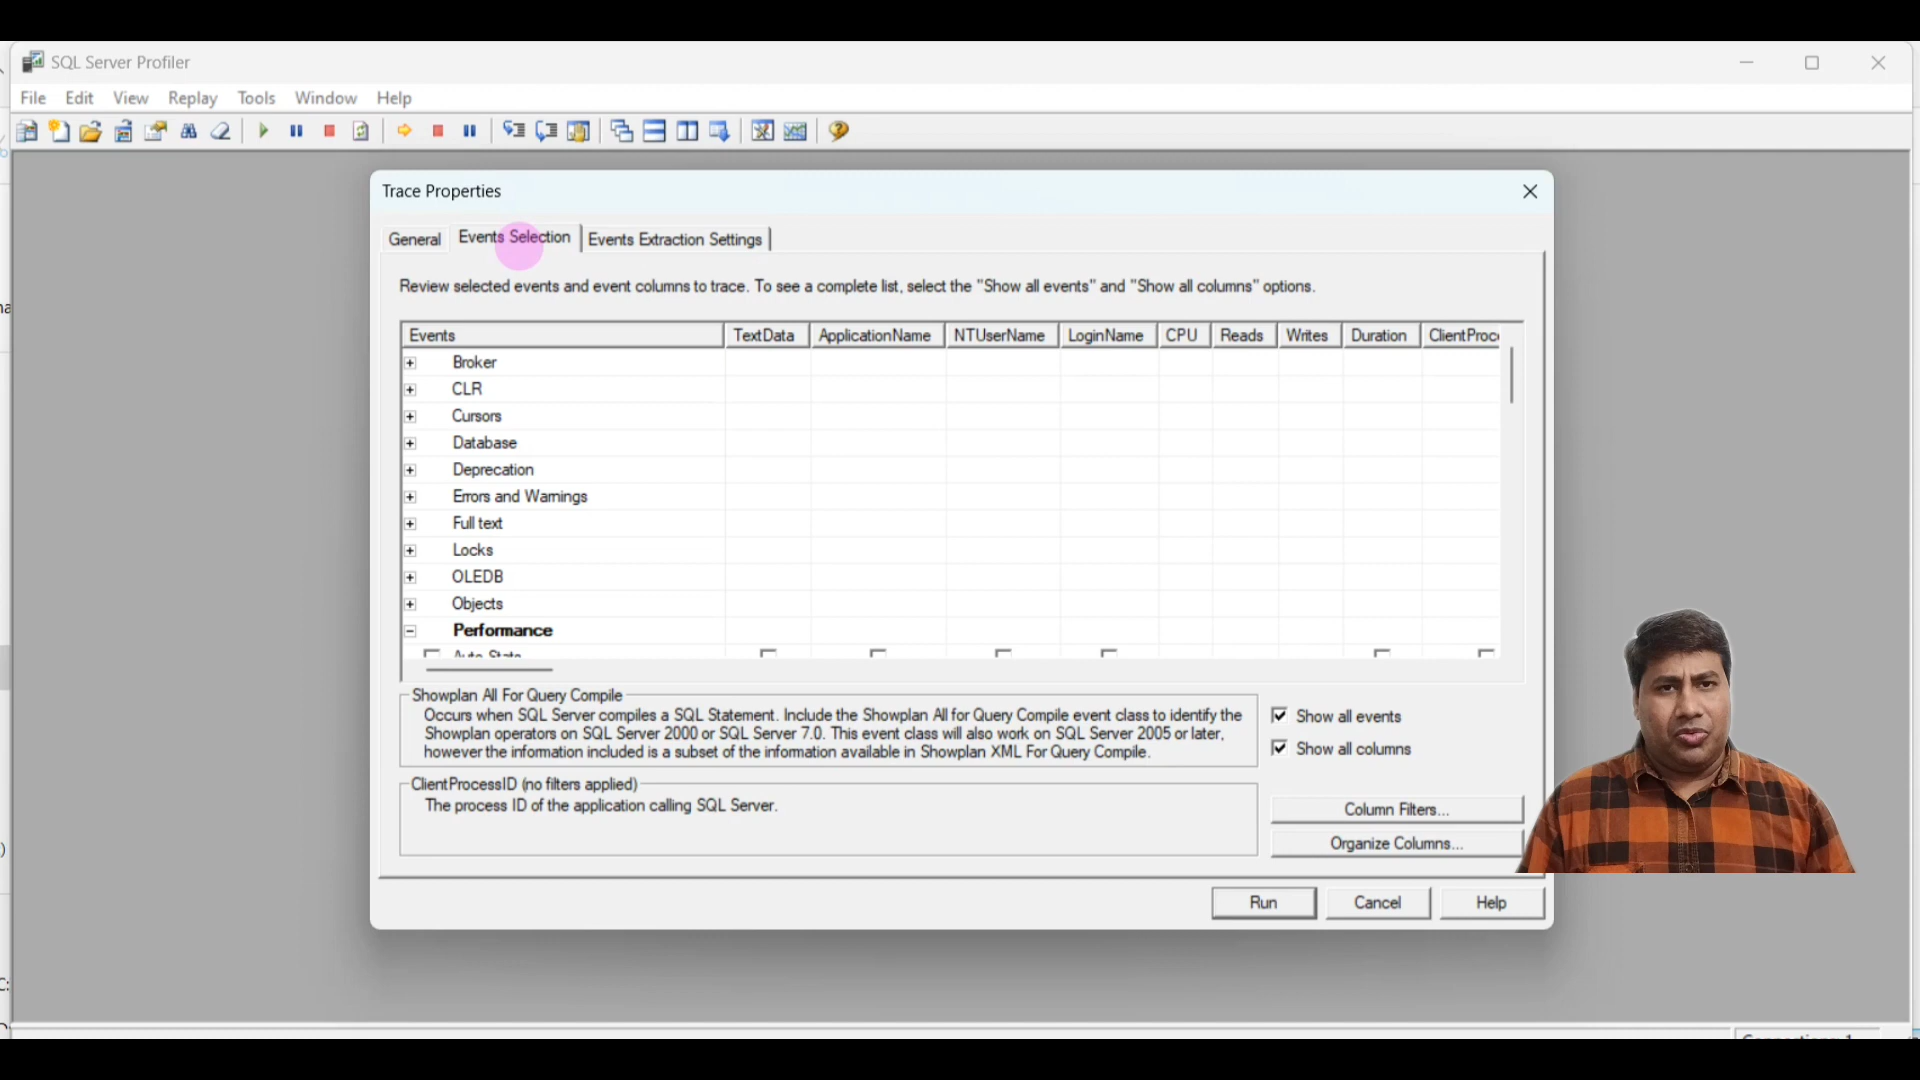 SQL Server Profiler
File Edit View Replay Tools Window Help
Trace Properties
General Events Selection Events Extraction Settings
Review selected events and event columns to trace. To see a complete list, select the "Show all events" and "Show all columns" options.
Events TextData ApplicationName NTUserName LoginName CPU Reads Writes Duration ClientProc
Broker
CLR
Cursors
Database
Deprecation
Errors and Warnings
Full text
Locks
OLEDB
Objects
Performance
Auto Stats
Showplan All For Query Compile
Occurs when SQL Server compiles a SQL Statement. Include the Showplan All for Query Compile event class to identify the
Showplan operators on SQL Server 2000 or SQL Server 7.0. This event class will also work on SQL Server 2005 or later,
however the information included is a subset of the information available in Showplan XML For Query Compile.
Show all events
Show all columns
ClientProcessID (no filters applied)
The process ID of the application calling SQL Server.
Column Filters...
Organize Columns...
Run Cancel Help